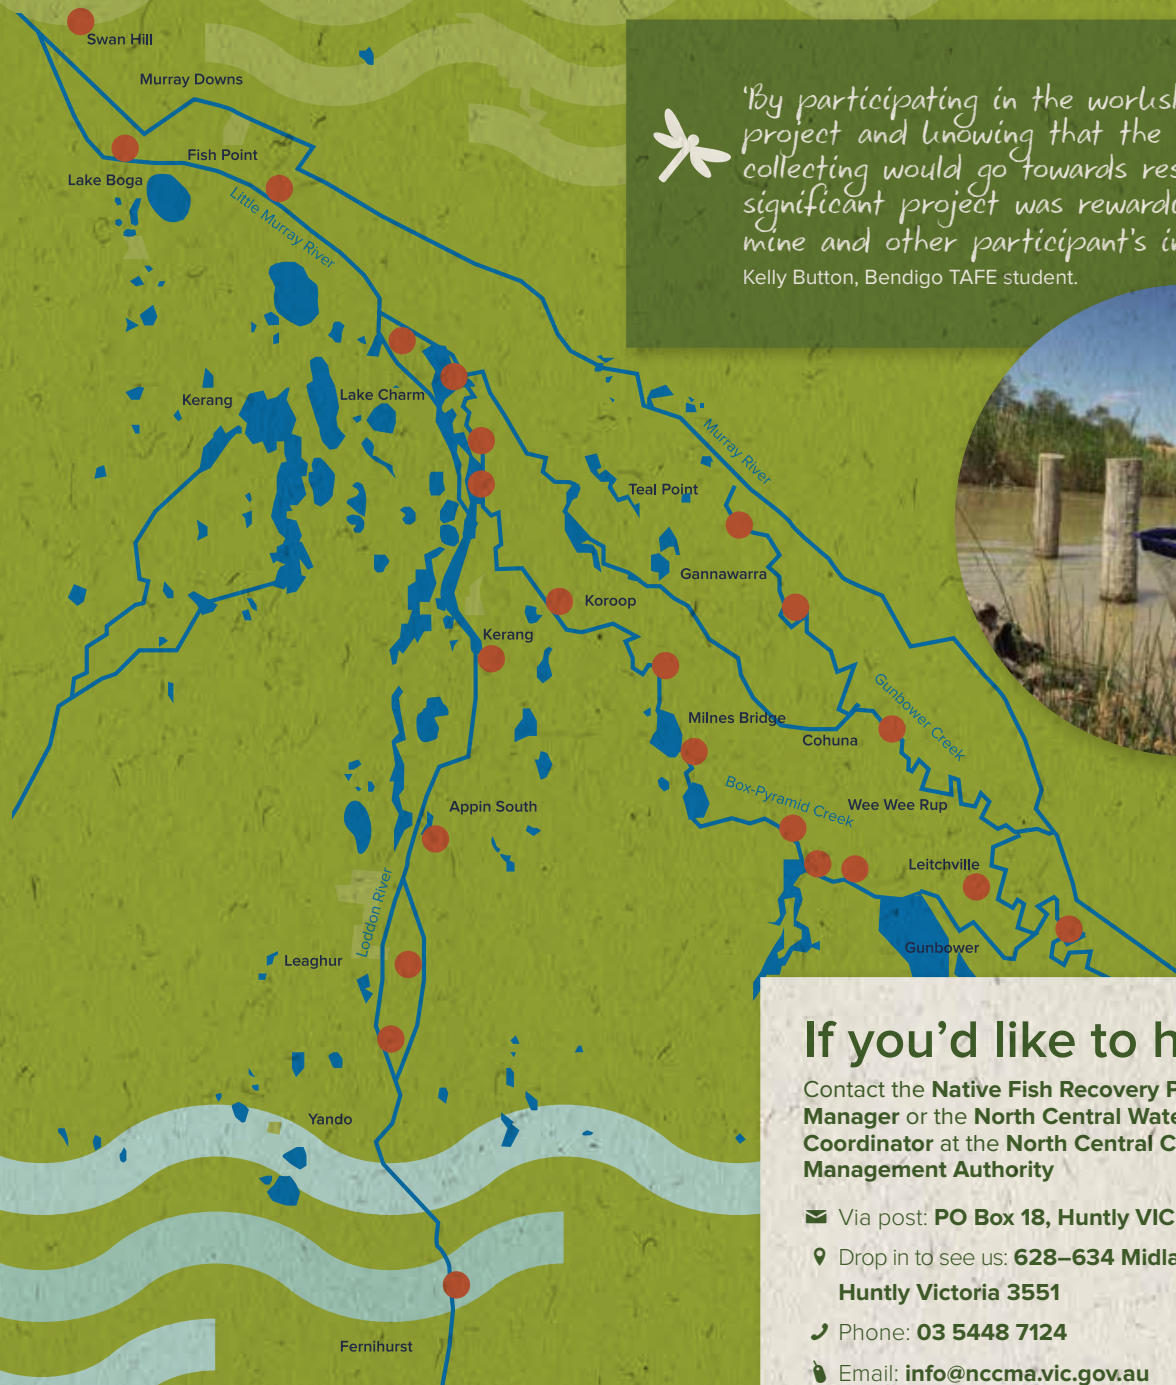 Swan Hill
Murray Downs
Fish Point
Lake Boga
Little Murray River
'By participating in the
project and knowing that the
collecting would go towards
significant project was
mine and other participant's
Kelly Button, Bendigo TAFE student.
Kerang
Lake Charm
Murray River
Teal Point
Gannawarra
Koroop
Kerang
Gunbower Creek
Milnes Bridge
Cohuna
Box-Pyramid Creek
Wee Wee Rup
Appin South
Leitchville
Loddon River
Gunbower
Leaghur
Yando
Fernihurst
If you'd like to
Contact the Native Fish Recovery
Manager or the North Central
Coordinator at the North Central
Management Authority
Via post: PO Box 18, Huntly VIC
Drop in to see us: 628–634
Huntly Victoria 3551
Phone: 03 5448 7124
Email: info@nccma.vic.gov.au